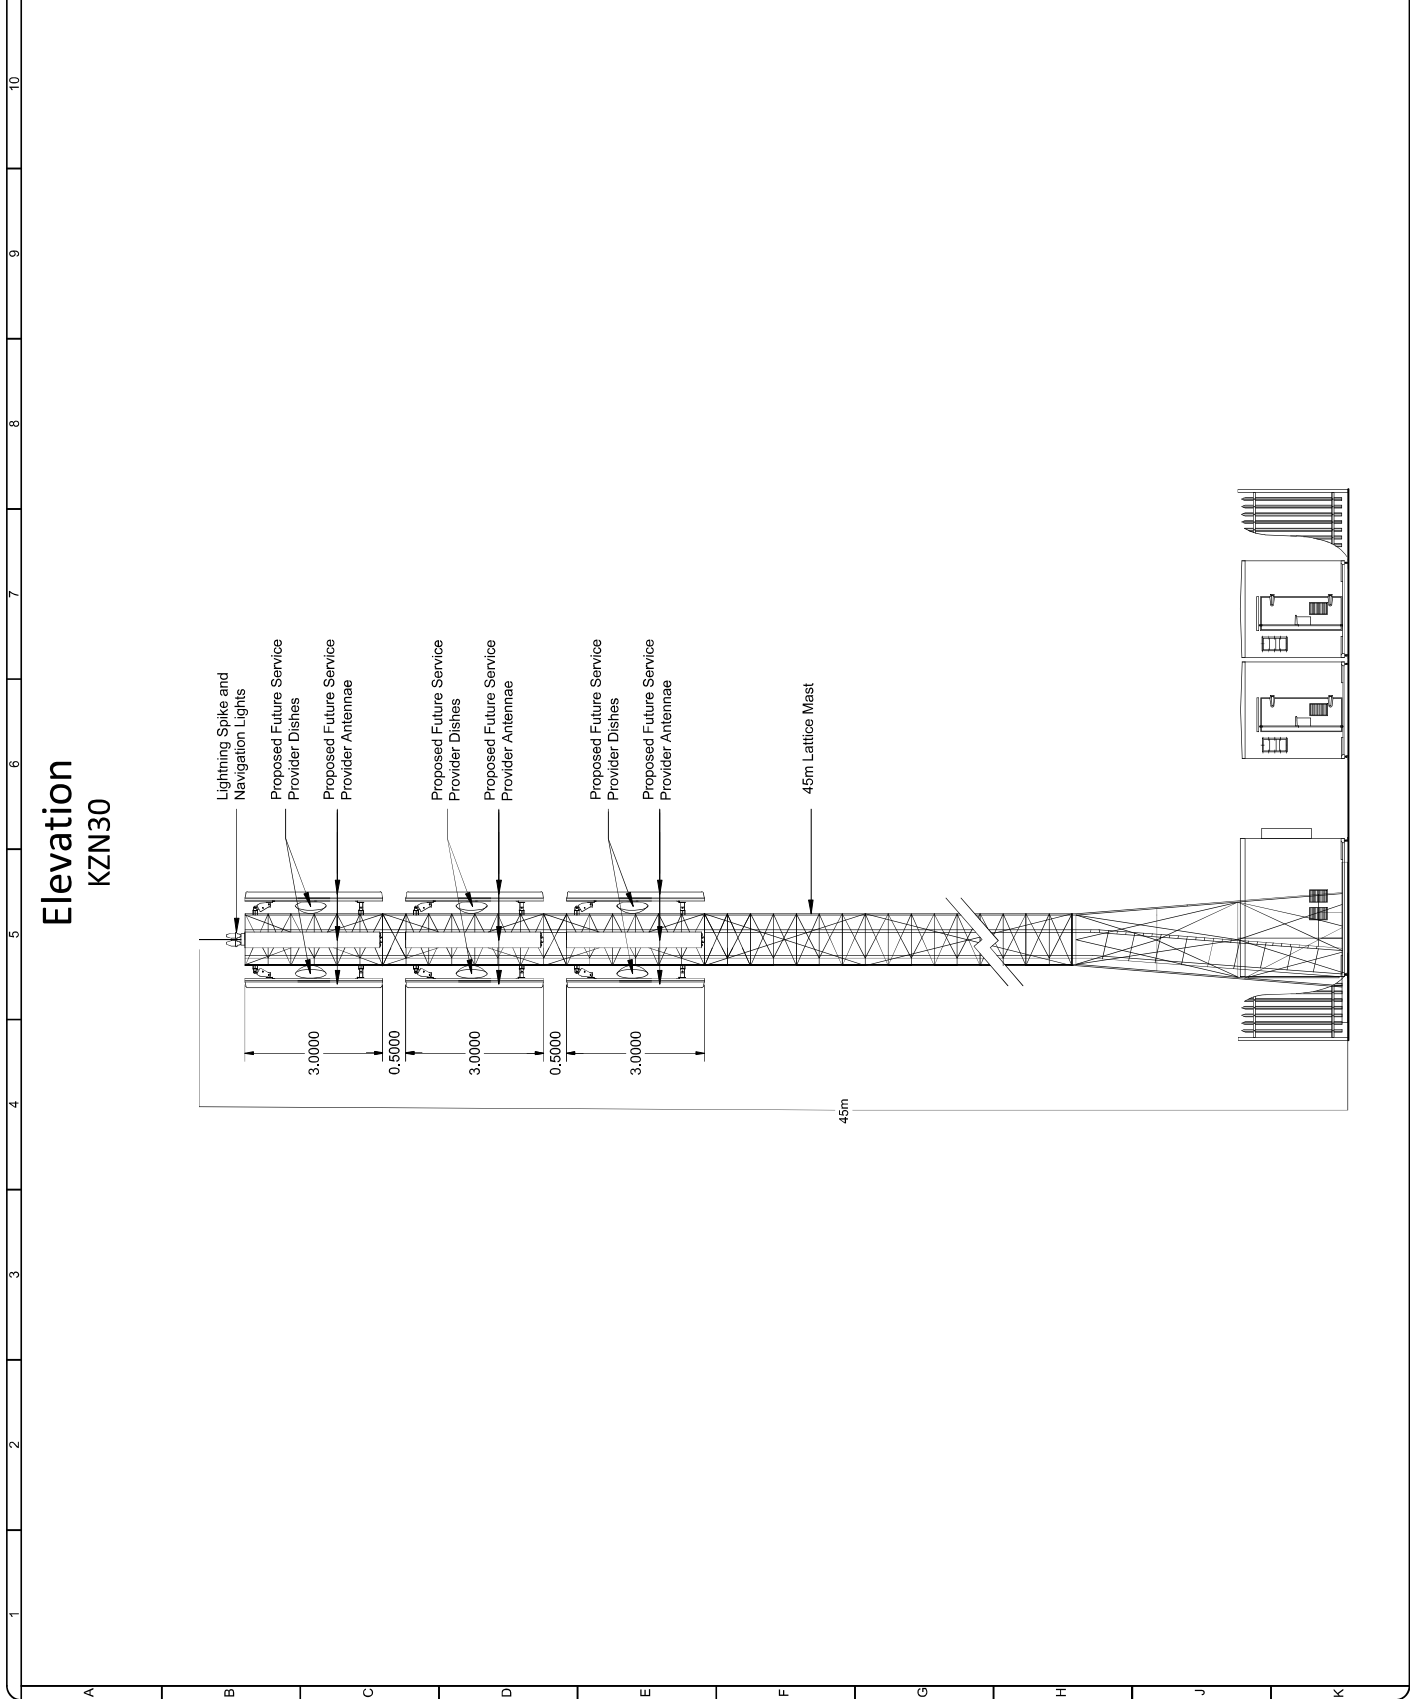 Elevation
KZN30
1
2
3
4
5
6
7
8
9
10
A
B
C
D
E
F
G
H
J
K
Lightning Spike and
Navigation Lights
Proposed Future Service
Provider Dishes
Proposed Future Service
Provider Antennae
Proposed Future Service
Provider Dishes
Proposed Future Service
Provider Antennae
Proposed Future Service
Provider Dishes
Proposed Future Service
Provider Antennae
45m Lattice Mast
3.0000
0.5000
3.0000
0.5000
3.0000
45m